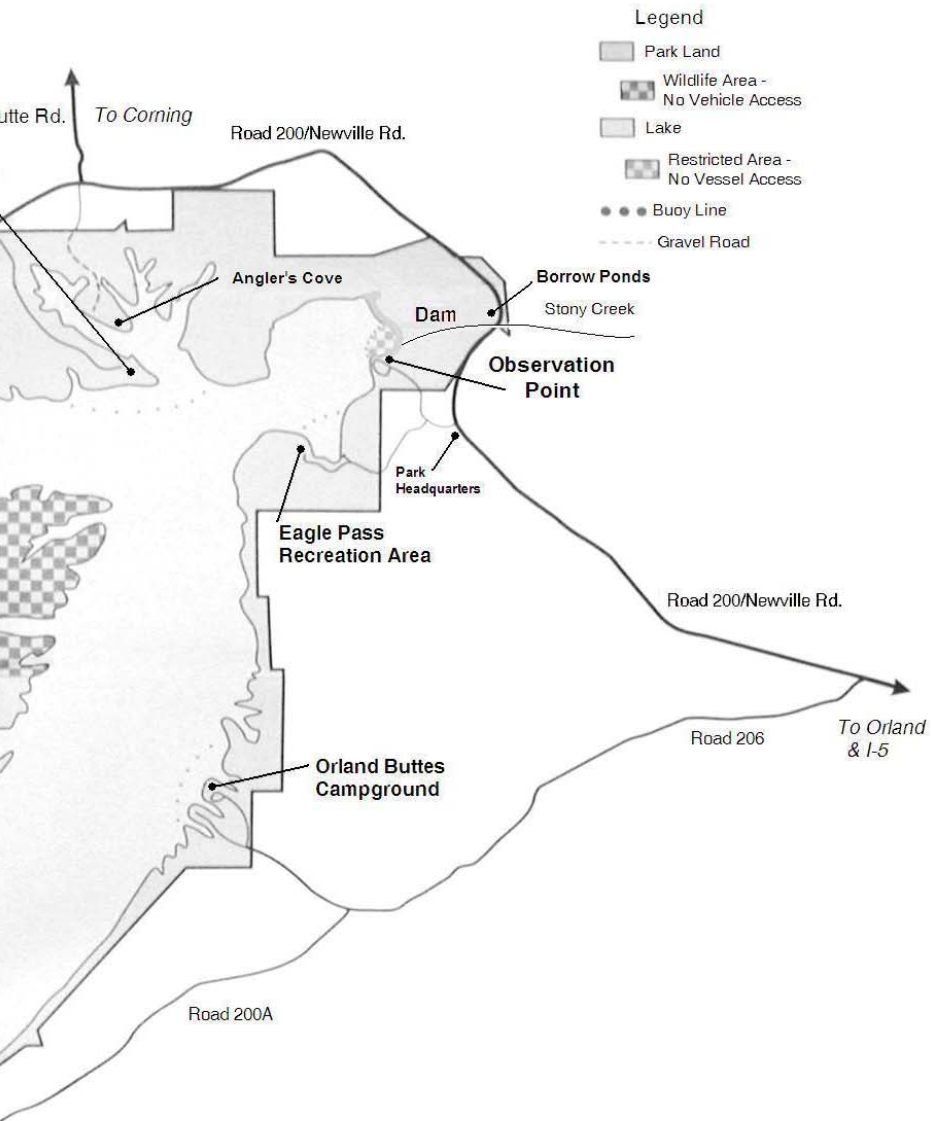 Legend
Park Land
Wildlife Area -
No Vehicle Access
Lake
Restricted Area -
No Vessel Access
Buoy Line
Gravel Road
Rd.
To Corning
Road 200/Newville Rd.
Angler's Cove
Borrow Ponds
Dam
Stony Creek
Observation
Point
Park
Headquarters
Eagle Pass
Recreation Area
Road 200/Newville Rd.
To Orland
& I-5
Road 206
Orland Buttes
Campground
Road 200A